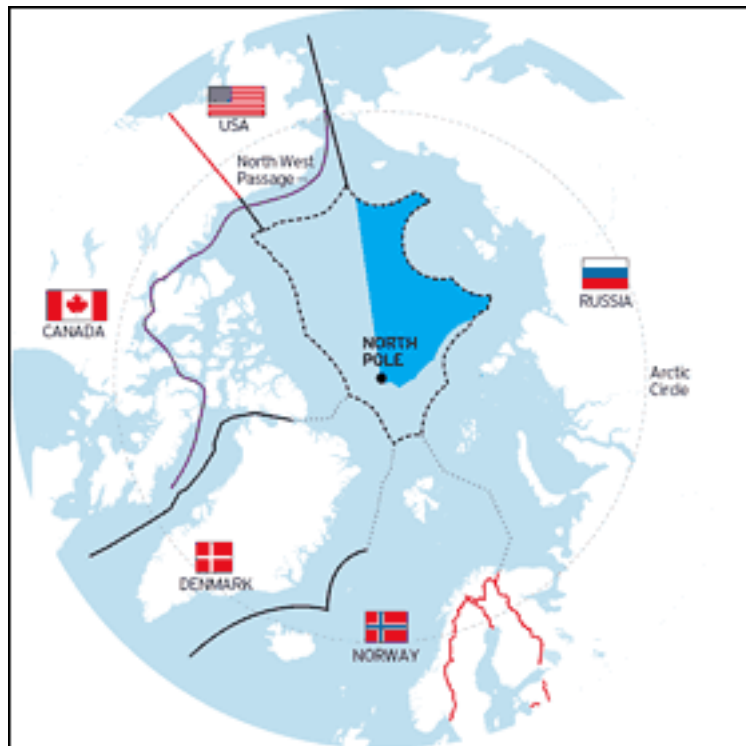 USA
North West
Passage
CANADA
RUSSIA
NORTH
POLE
Arctic
Circle
DENMARK
NORWAY